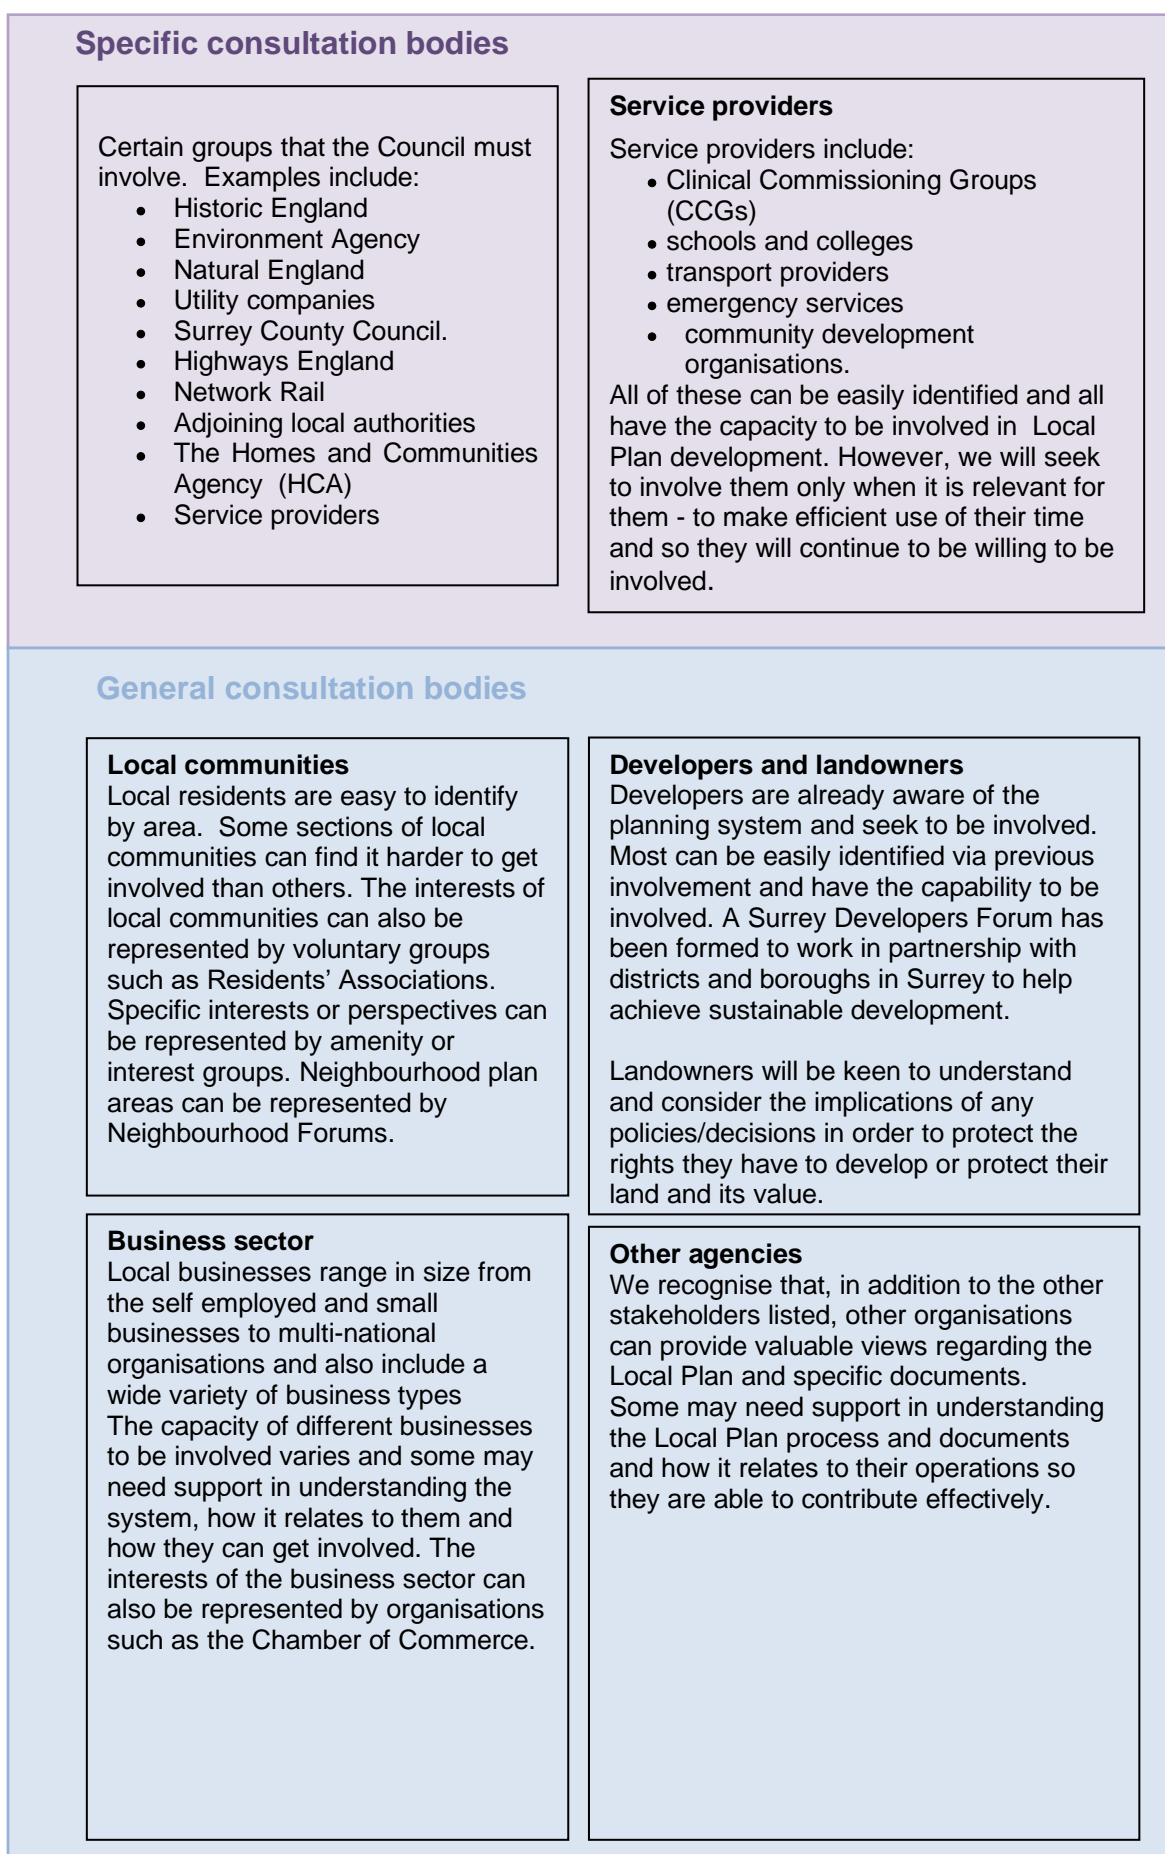 Specific consultation bodies
Certain groups that the Council must
involve.  Examples include:
• Historic England
• Environment Agency
• Natural England
• Utility companies
• Surrey County Council.
• Highways England
• Network Rail
• Adjoining local authorities
• The Homes and Communities
Agency  (HCA)
• Service providers
Service providers
Service providers include:
• Clinical Commissioning Groups
(CCGs)
• schools and colleges
• transport providers
• emergency services
• community development
organisations.
All of these can be easily identified and all
have the capacity to be involved in  Local
Plan development. However, we will seek
to involve them only when it is relevant for
them - to make efficient use of their time
and so they will continue to be willing to be
involved.
General consultation bodies
Local communities
Local residents are easy to identify
by area.  Some sections of local
communities can find it harder to get
involved than others. The interests of
local communities can also be
represented by voluntary groups
such as Residents’ Associations.
Specific interests or perspectives can
be represented by amenity or
interest groups. Neighbourhood plan
areas can be represented by
Neighbourhood Forums.
Developers and landowners
Developers are already aware of the
planning system and seek to be involved.
Most can be easily identified via previous
involvement and have the capability to be
involved. A Surrey Developers Forum has
been formed to work in partnership with
districts and boroughs in Surrey to help
achieve sustainable development.
Landowners will be keen to understand
and consider the implications of any
policies/decisions in order to protect the
rights they have to develop or protect their
land and its value.
Business sector
Local businesses range in size from
the self employed and small
businesses to multi-national
organisations and also include a
wide variety of business types
The capacity of different businesses
to be involved varies and some may
need support in understanding the
system, how it relates to them and
how they can get involved. The
interests of the business sector can
also be represented by organisations
such as the Chamber of Commerce.
Other agencies
We recognise that, in addition to the other
stakeholders listed, other organisations
can provide valuable views regarding the
Local Plan and specific documents.
Some may need support in understanding
the Local Plan process and documents
and how it relates to their operations so
they are able to contribute effectively.